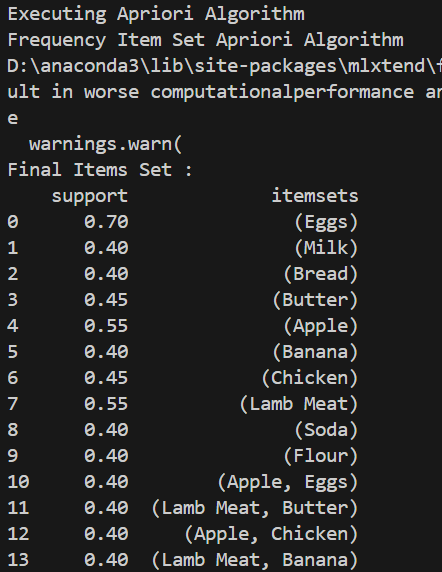 Executing Apriori Algorithm
Frequency Item Set Apriori Algorithm
D:\anaconda3\lib\site-packages\mlxtend\f
ult in worse computationalperformance an
e
  warnings.warn(
Final Items Set :
    support                itemsets
0      0.70                  (Eggs)
1      0.40                  (Milk)
2      0.40                 (Bread)
3      0.45                (Butter)
4      0.55                 (Apple)
5      0.40                (Banana)
6      0.45               (Chicken)
7      0.55             (Lamb Meat)
8      0.40                  (Soda)
9      0.40                 (Flour)
10     0.40           (Apple, Eggs)
11     0.40     (Lamb Meat, Butter)
12     0.40        (Apple, Chicken)
13     0.40     (Lamb Meat, Banana)